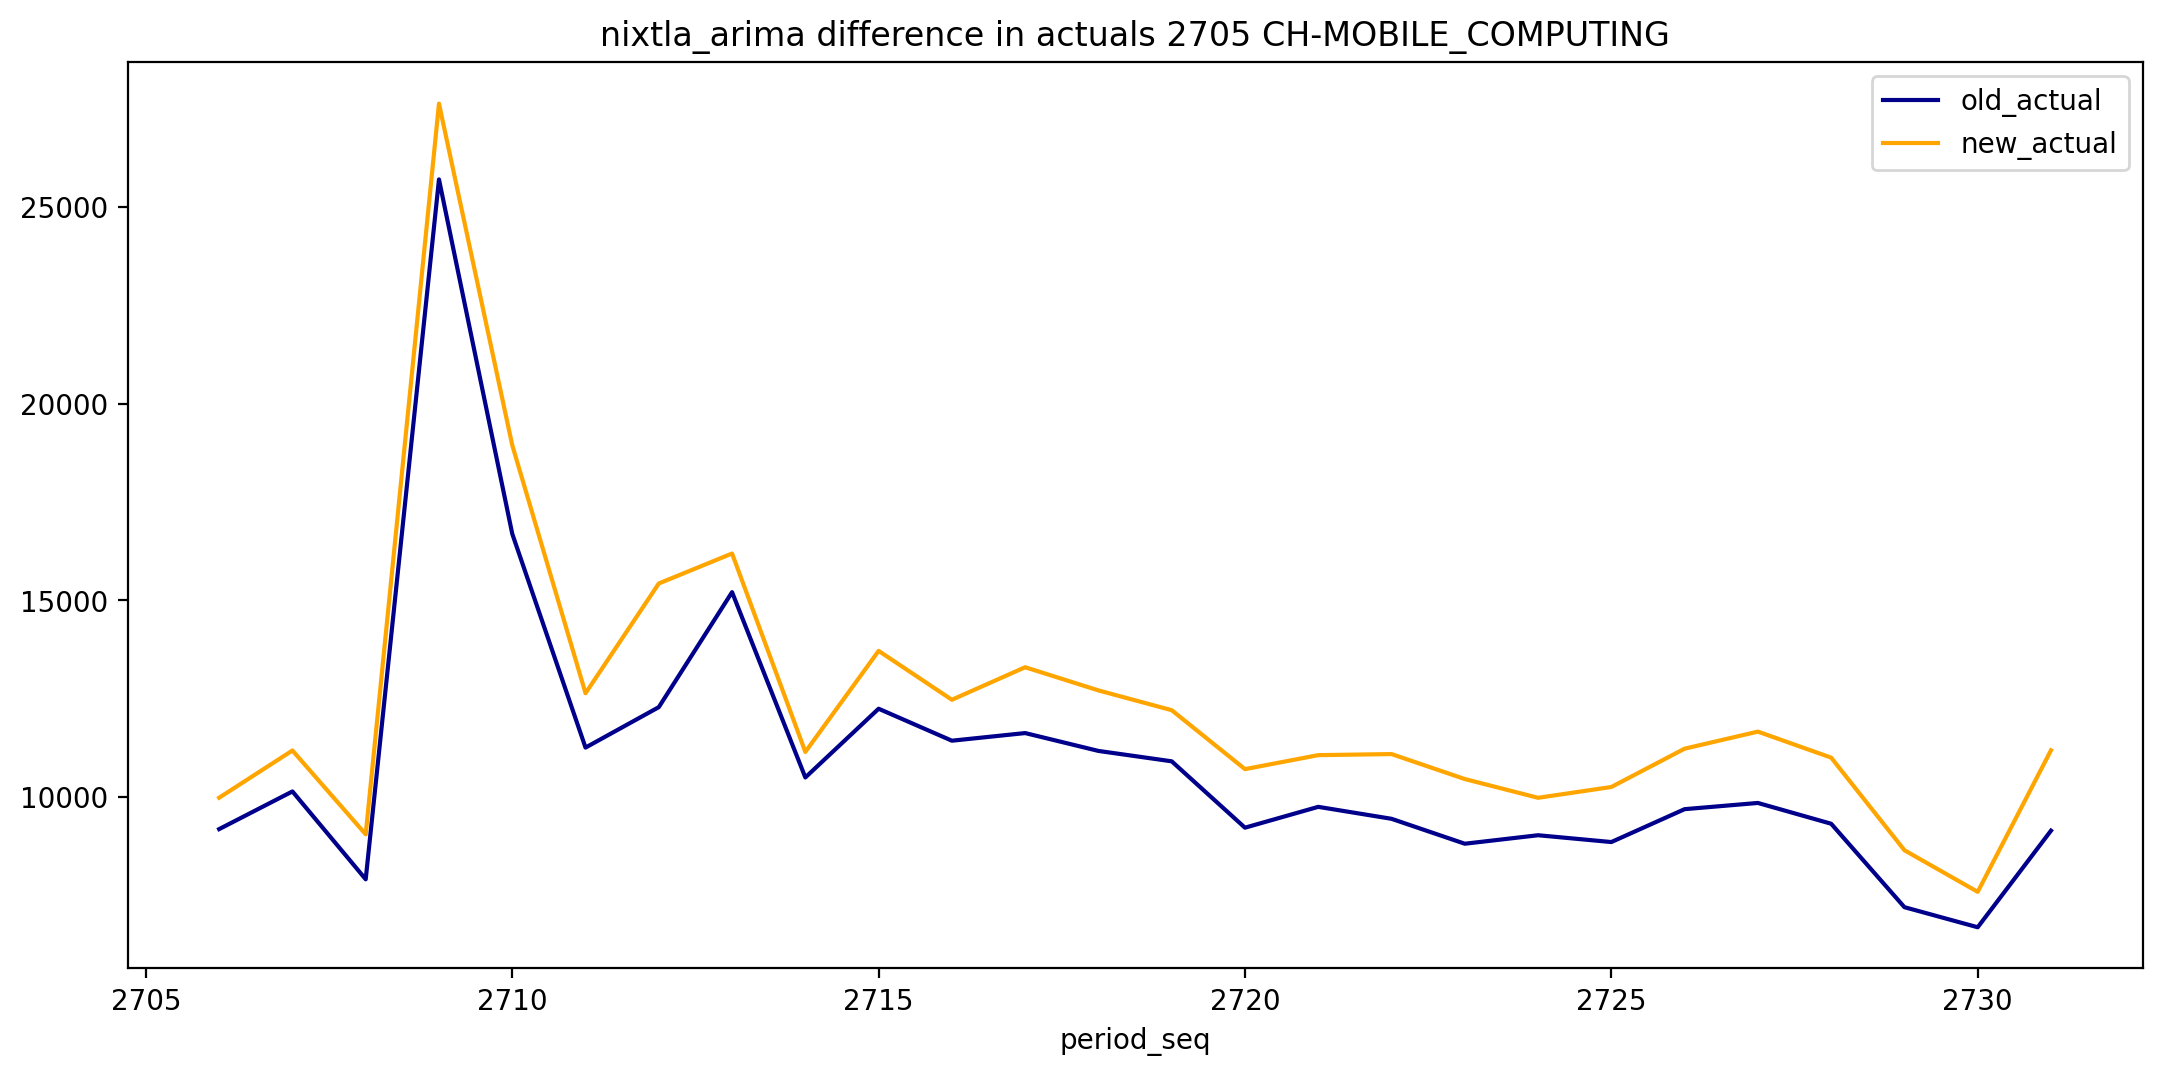 nixtla_arima difference in actuals 2705 CH-MOBILE_COMPUTING
old_actual
new_actual
25000
20000
15000
10000
2705 2710 2715 2720 2725 2730
period_seq